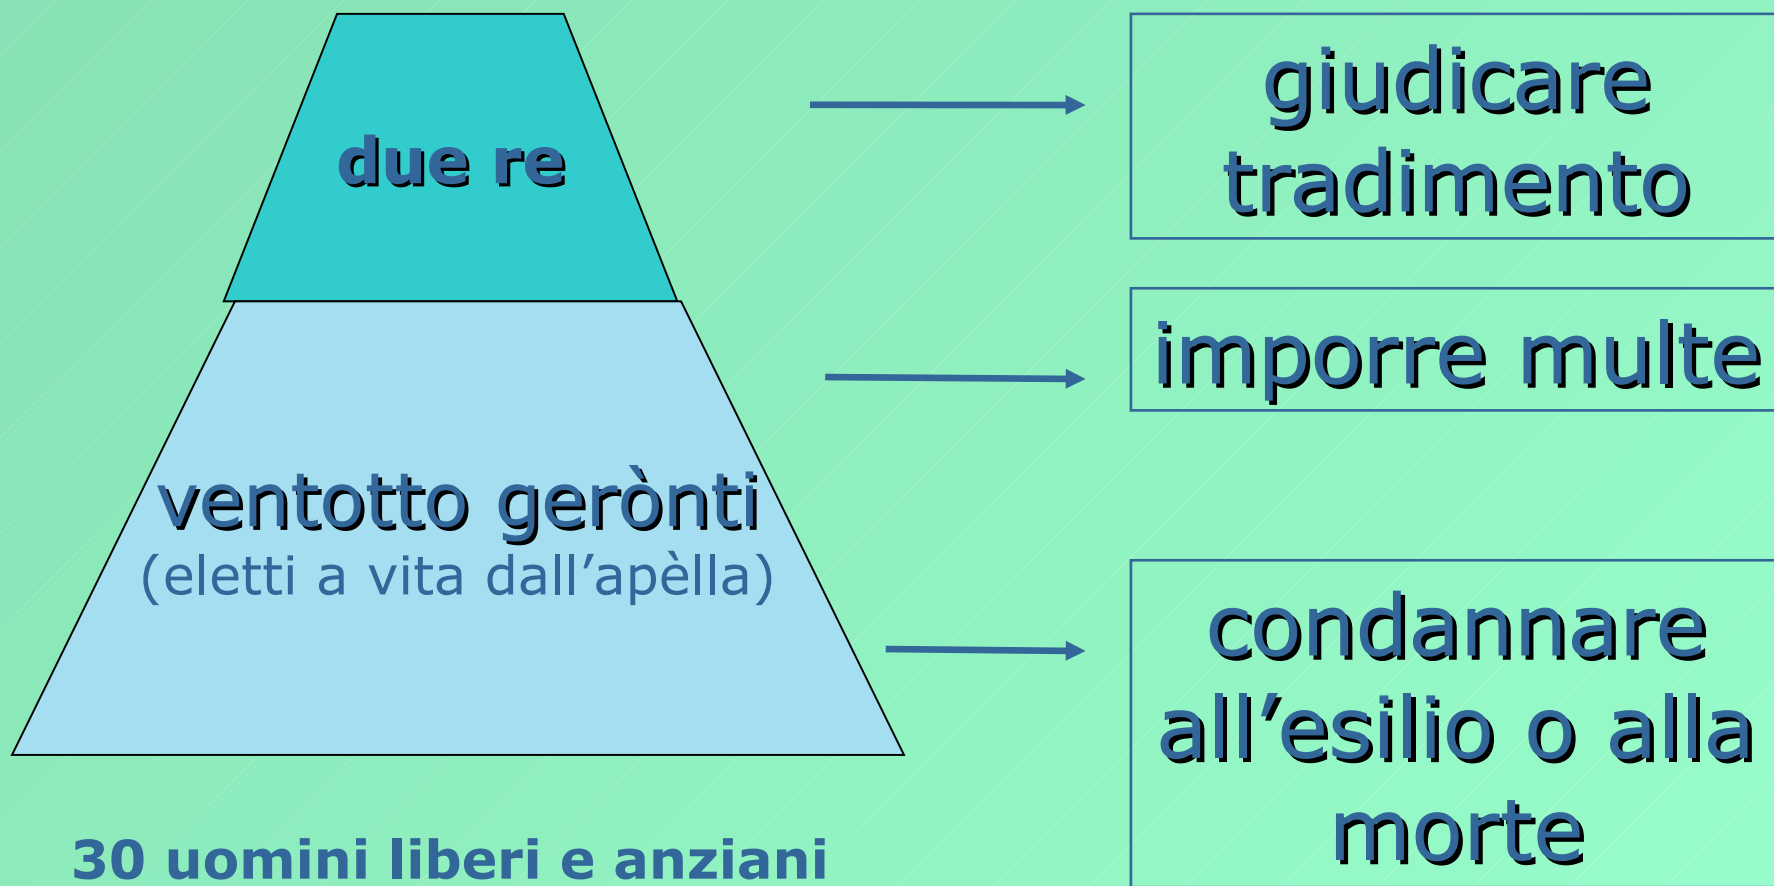 due re
ventotto gerònti
(eletti a vita dall’apèlla)
30 uomini liberi e anziani
giudicare
tradimento
imporre multe
condannare
all’esilio o alla
morte